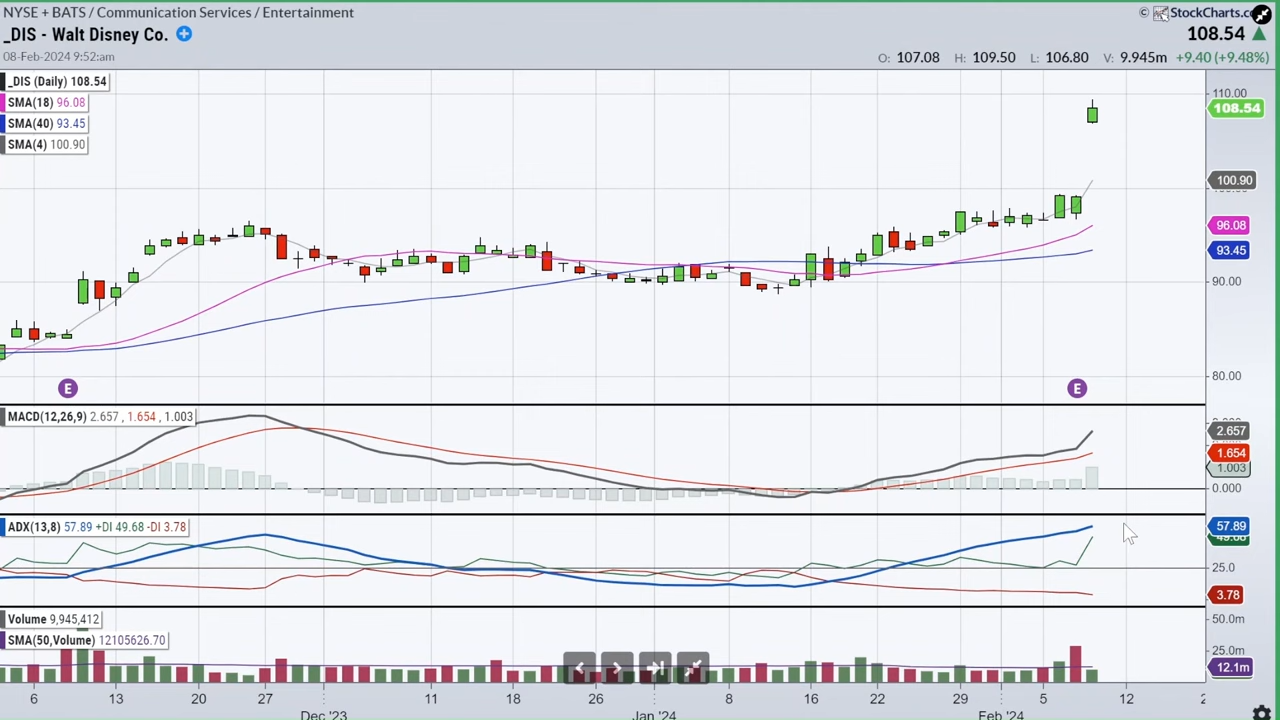 NYSE + BATS / Communication Services / Entertainment
© StockCharts.c
_DIS - Walt Disney Co.
108.54
08-Feb-2024 9:52:am
O: 107.08 H: 109.50 L: 106.80 V: 9.945m +9.40 (+9.48%)
_DIS (Daily) 108.54
SMA(18) 96.08
SMA(40) 93.45
SMA(4) 100.90
110.00
108.54
100.90
96.08
93.45
90.00
80.00
E
E
MACD(12,26,9) 2.657 , 1.654 , 1.003
2.657
1.654
1.003
0.000
ADX(13,8) 57.89 +DI 49.68 -DI 3.78
57.89
49.68
25.0
3.78
Volume 9,945,412
SMA(50,Volume) 12105626.70
50.0m
25.0m
12.1m
6 13 20 27 11 18 26 8 16 22 29 5 12 2
Dec '23 Jan '24 Feb '24